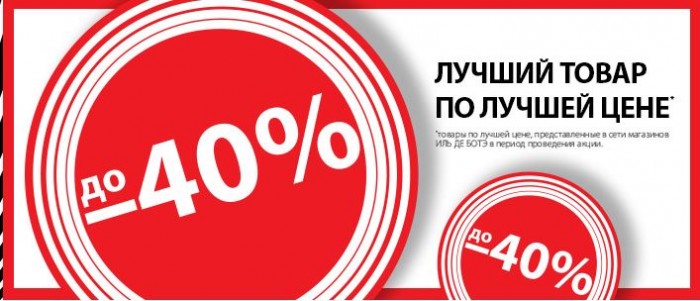 до
-40%
ЛУЧШИЙ ТОВАР
ПО ЛУЧШЕЙ ЦЕНЕ*
*товары по лучшей цене, представленные в сети магазинов
ИЛЬ ДЕ БОТЭ в период проведения акции.
до
-40%